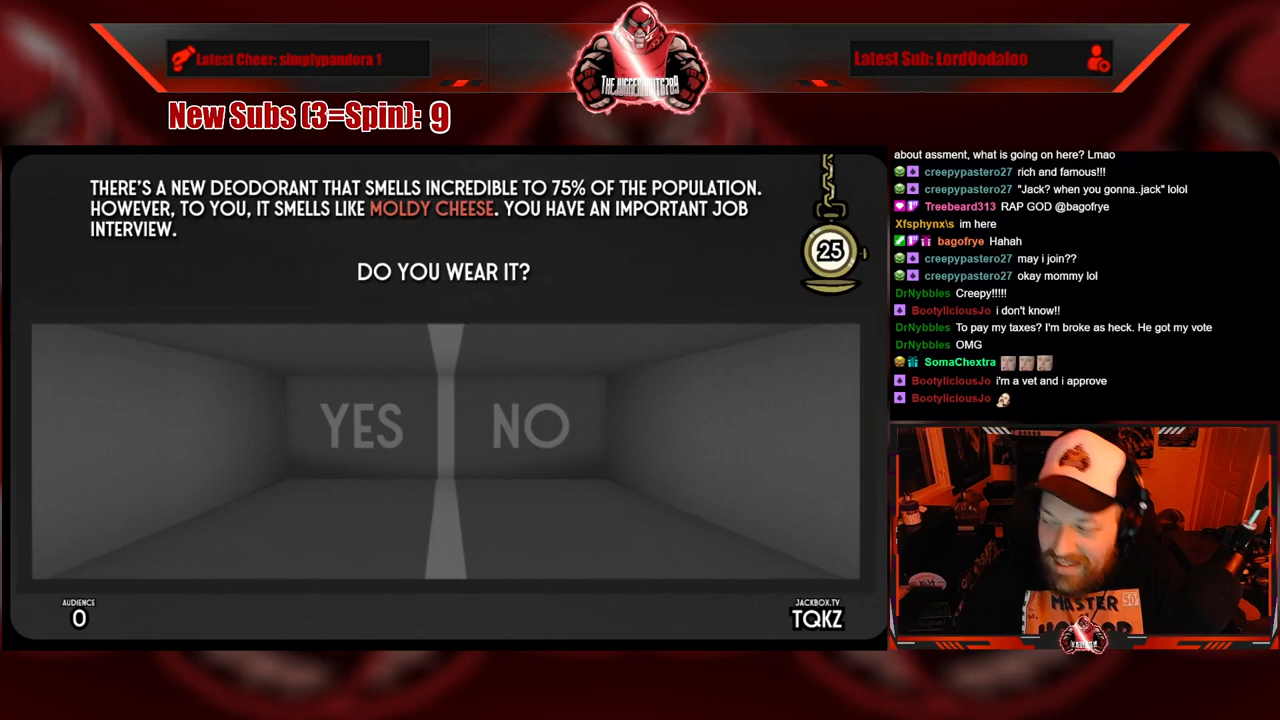 Latest Cheer: simplypandora 1
THEJUGGERNAUT6789
Latest Sub: LordOodaloo
New Subs (3=Spin): 9
THERE'S A NEW DEODORANT THAT SMELLS INCREDIBLE TO 75% OF THE POPULATION.
HOWEVER, TO YOU, IT SMELLS LIKE MOLDY CHEESE. YOU HAVE AN IMPORTANT JOB
INTERVIEW.
25
DO YOU WEAR IT?
YES
NO
AUDIENCE
0
JACKBOX.TV
TQKZ
about assment, what is going on here? Lmao
creepypastero27 rich and famous!!!
creepypastero27 "Jack? when you gonna..jack" lolol
Treebeard313 RAP GOD @bagofrye
Xfsphynx\s im here
bagofrye Hahah
creepypastero27 may i join??
creepypastero27 okay mommy lol
DrNybbles Creepy!!!!!
BootyliciousJo i don't know!!
DrNybbles To pay my taxes? I'm broke as heck. He got my vote
DrNybbles OMG
SomaChextra
BootyliciousJo i'm a vet and i approve
BootyliciousJo
MASTER
50